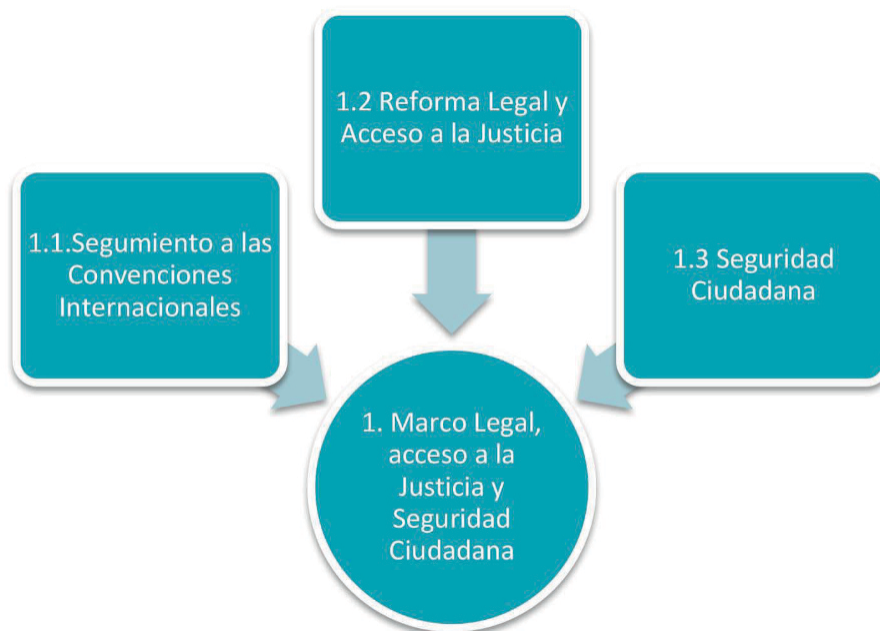 1.2 Reforma Legal y
Acceso a la Justicia
1.1.Segumiento a las
Convenciones
Internacionales
1.3 Seguridad
Ciudadana
1. Marco Legal,
acceso a la
Justicia y
Seguridad
Ciudadana